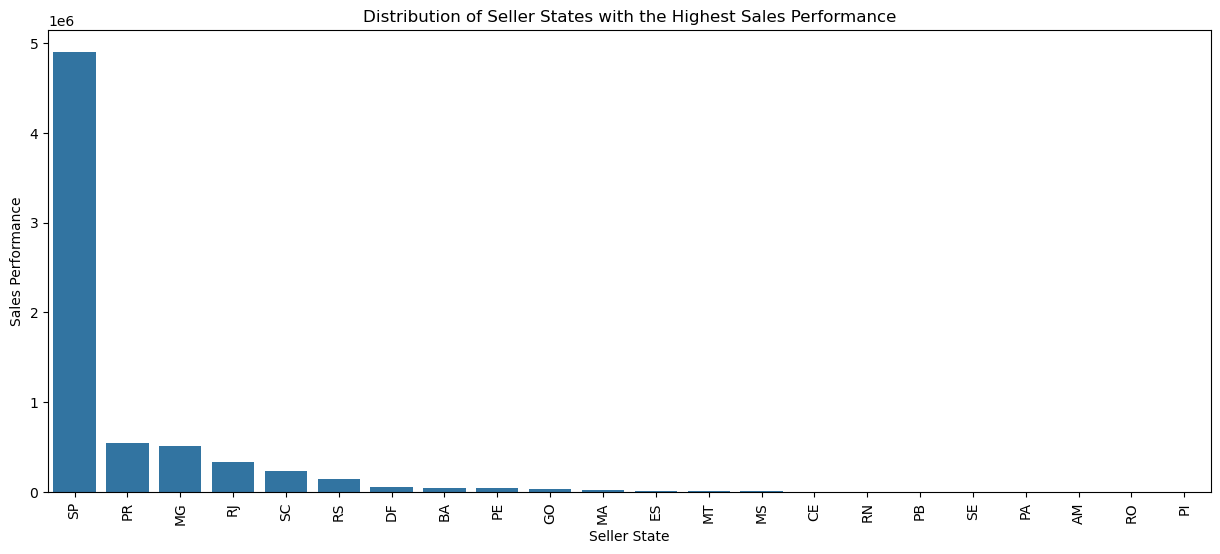 Distribution of Seller States with the Highest Sales Performance
1e6
5
4
3
2
1
0
Sales Performance
SP PR MG RJ SC RS DF BA PE GO MA ES MT MS CE RN PB SE PA AM RO PI
Seller State